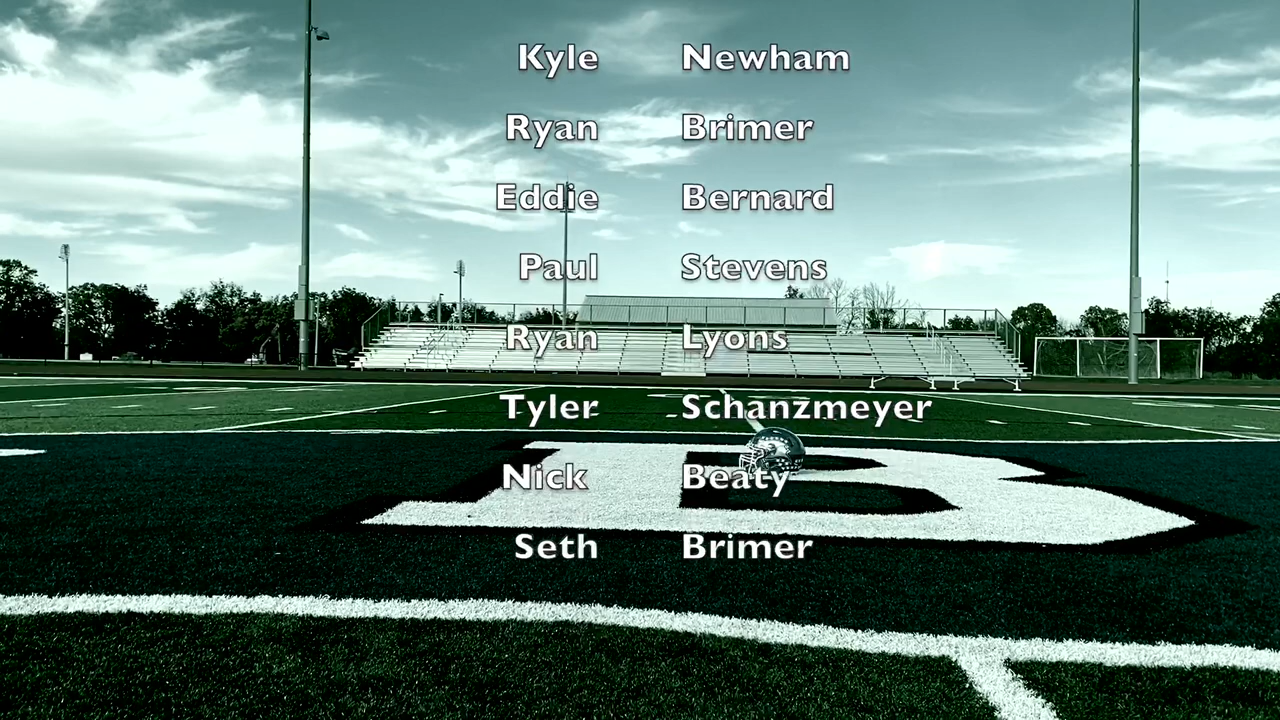 Kyle Newham
Ryan Brimer
Eddie Bernard
Paul Stevens
Ryan Lyons
Tyler Schanzmeyer
Nick Beaty
Seth Brimer
B